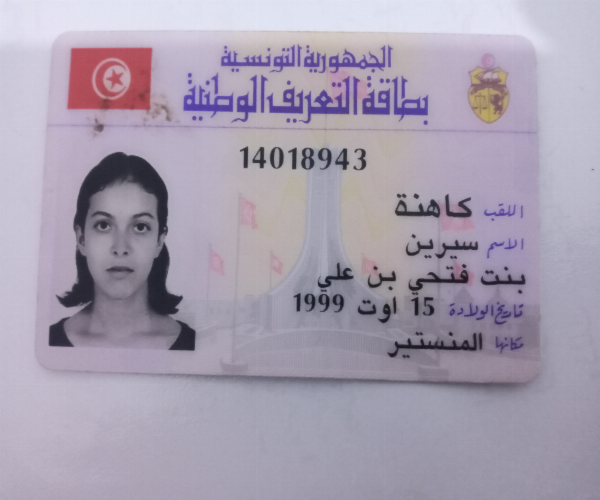 الجمهورية التونسية
بطاقة التعريف الوطنية
14018943
اللقب كاهنة
الاسم سيرين
بنت فتحي بن علي
تاريخ الولادة 15 اوت 1999
مكانها المنستير